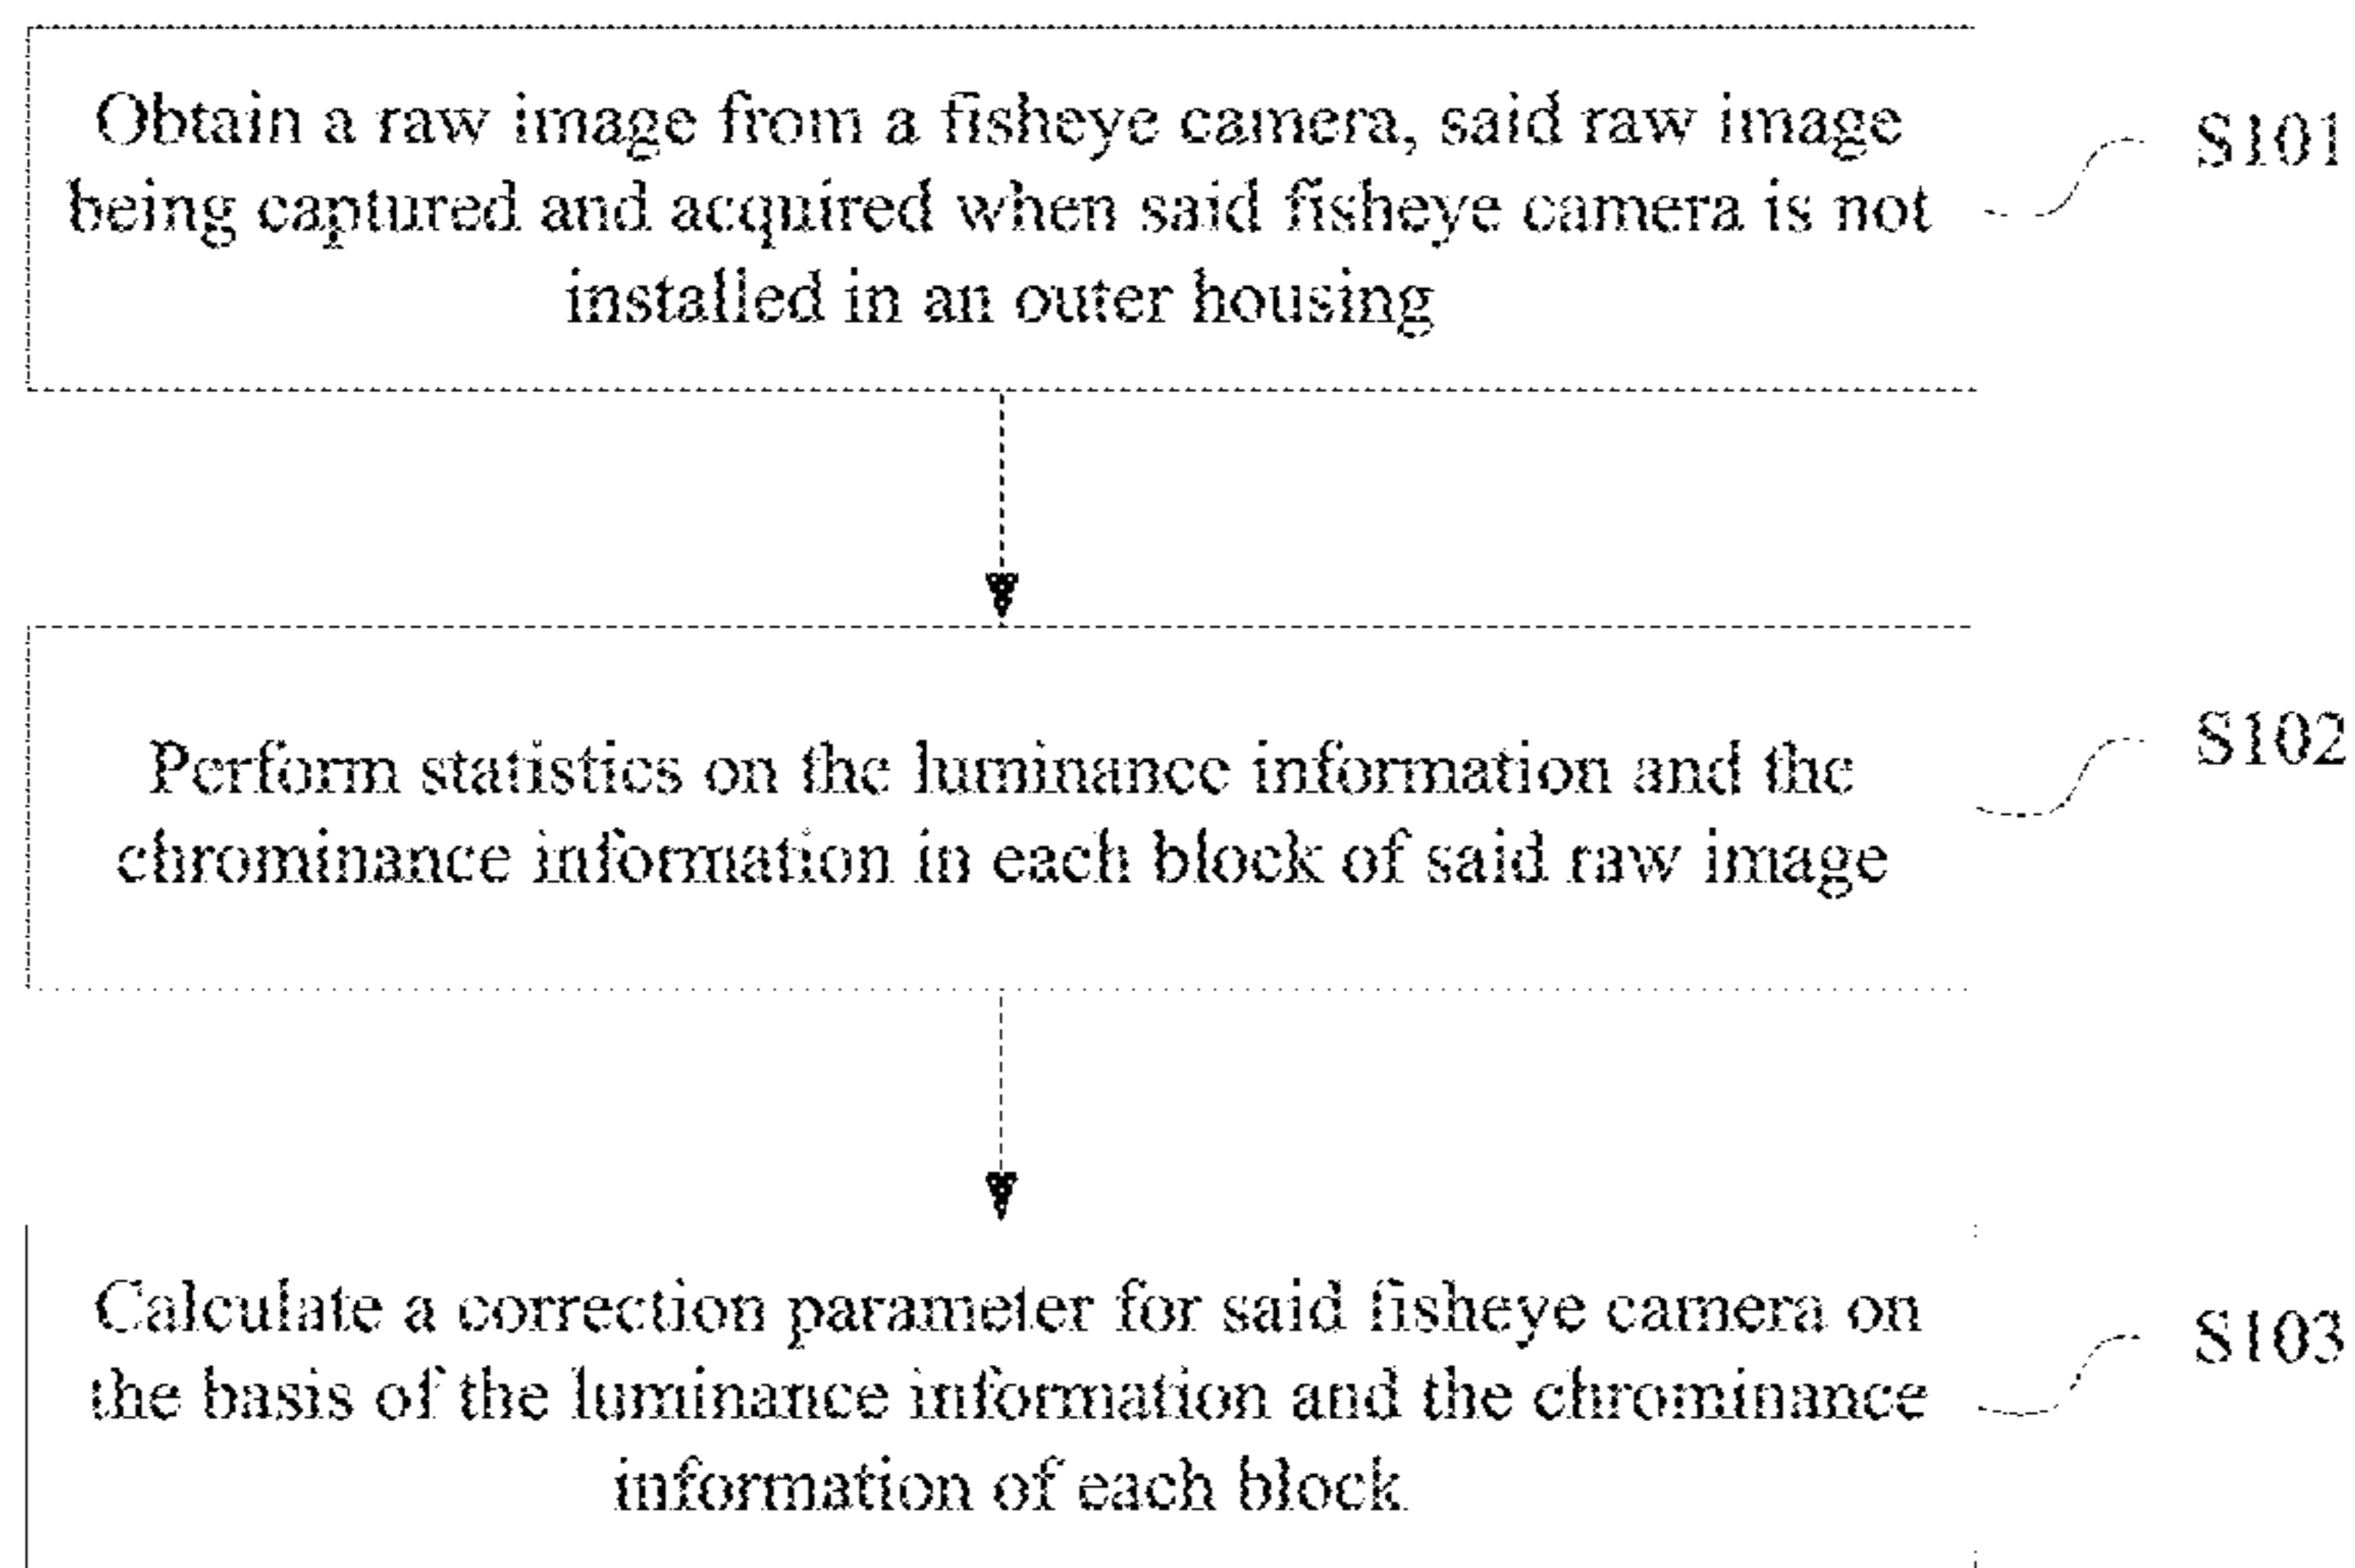 Obtain a raw image from a fisheye camera, said raw image
being captured and acquired when said fisheye camera is not
installed in an outer housing
S101
Perform statistics on the luminance information and the
chrominance information in each block of said raw image
S102
Calculate a correction parameter for said fisheye camera on
the basis of the luminance information and the chrominance
information of each block
S103